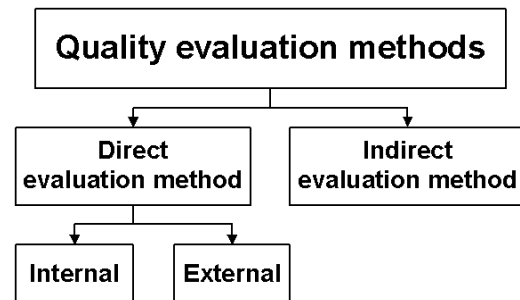 Quality evaluation methods
Direct
evaluation method
Indirect
evaluation method
Internal
External